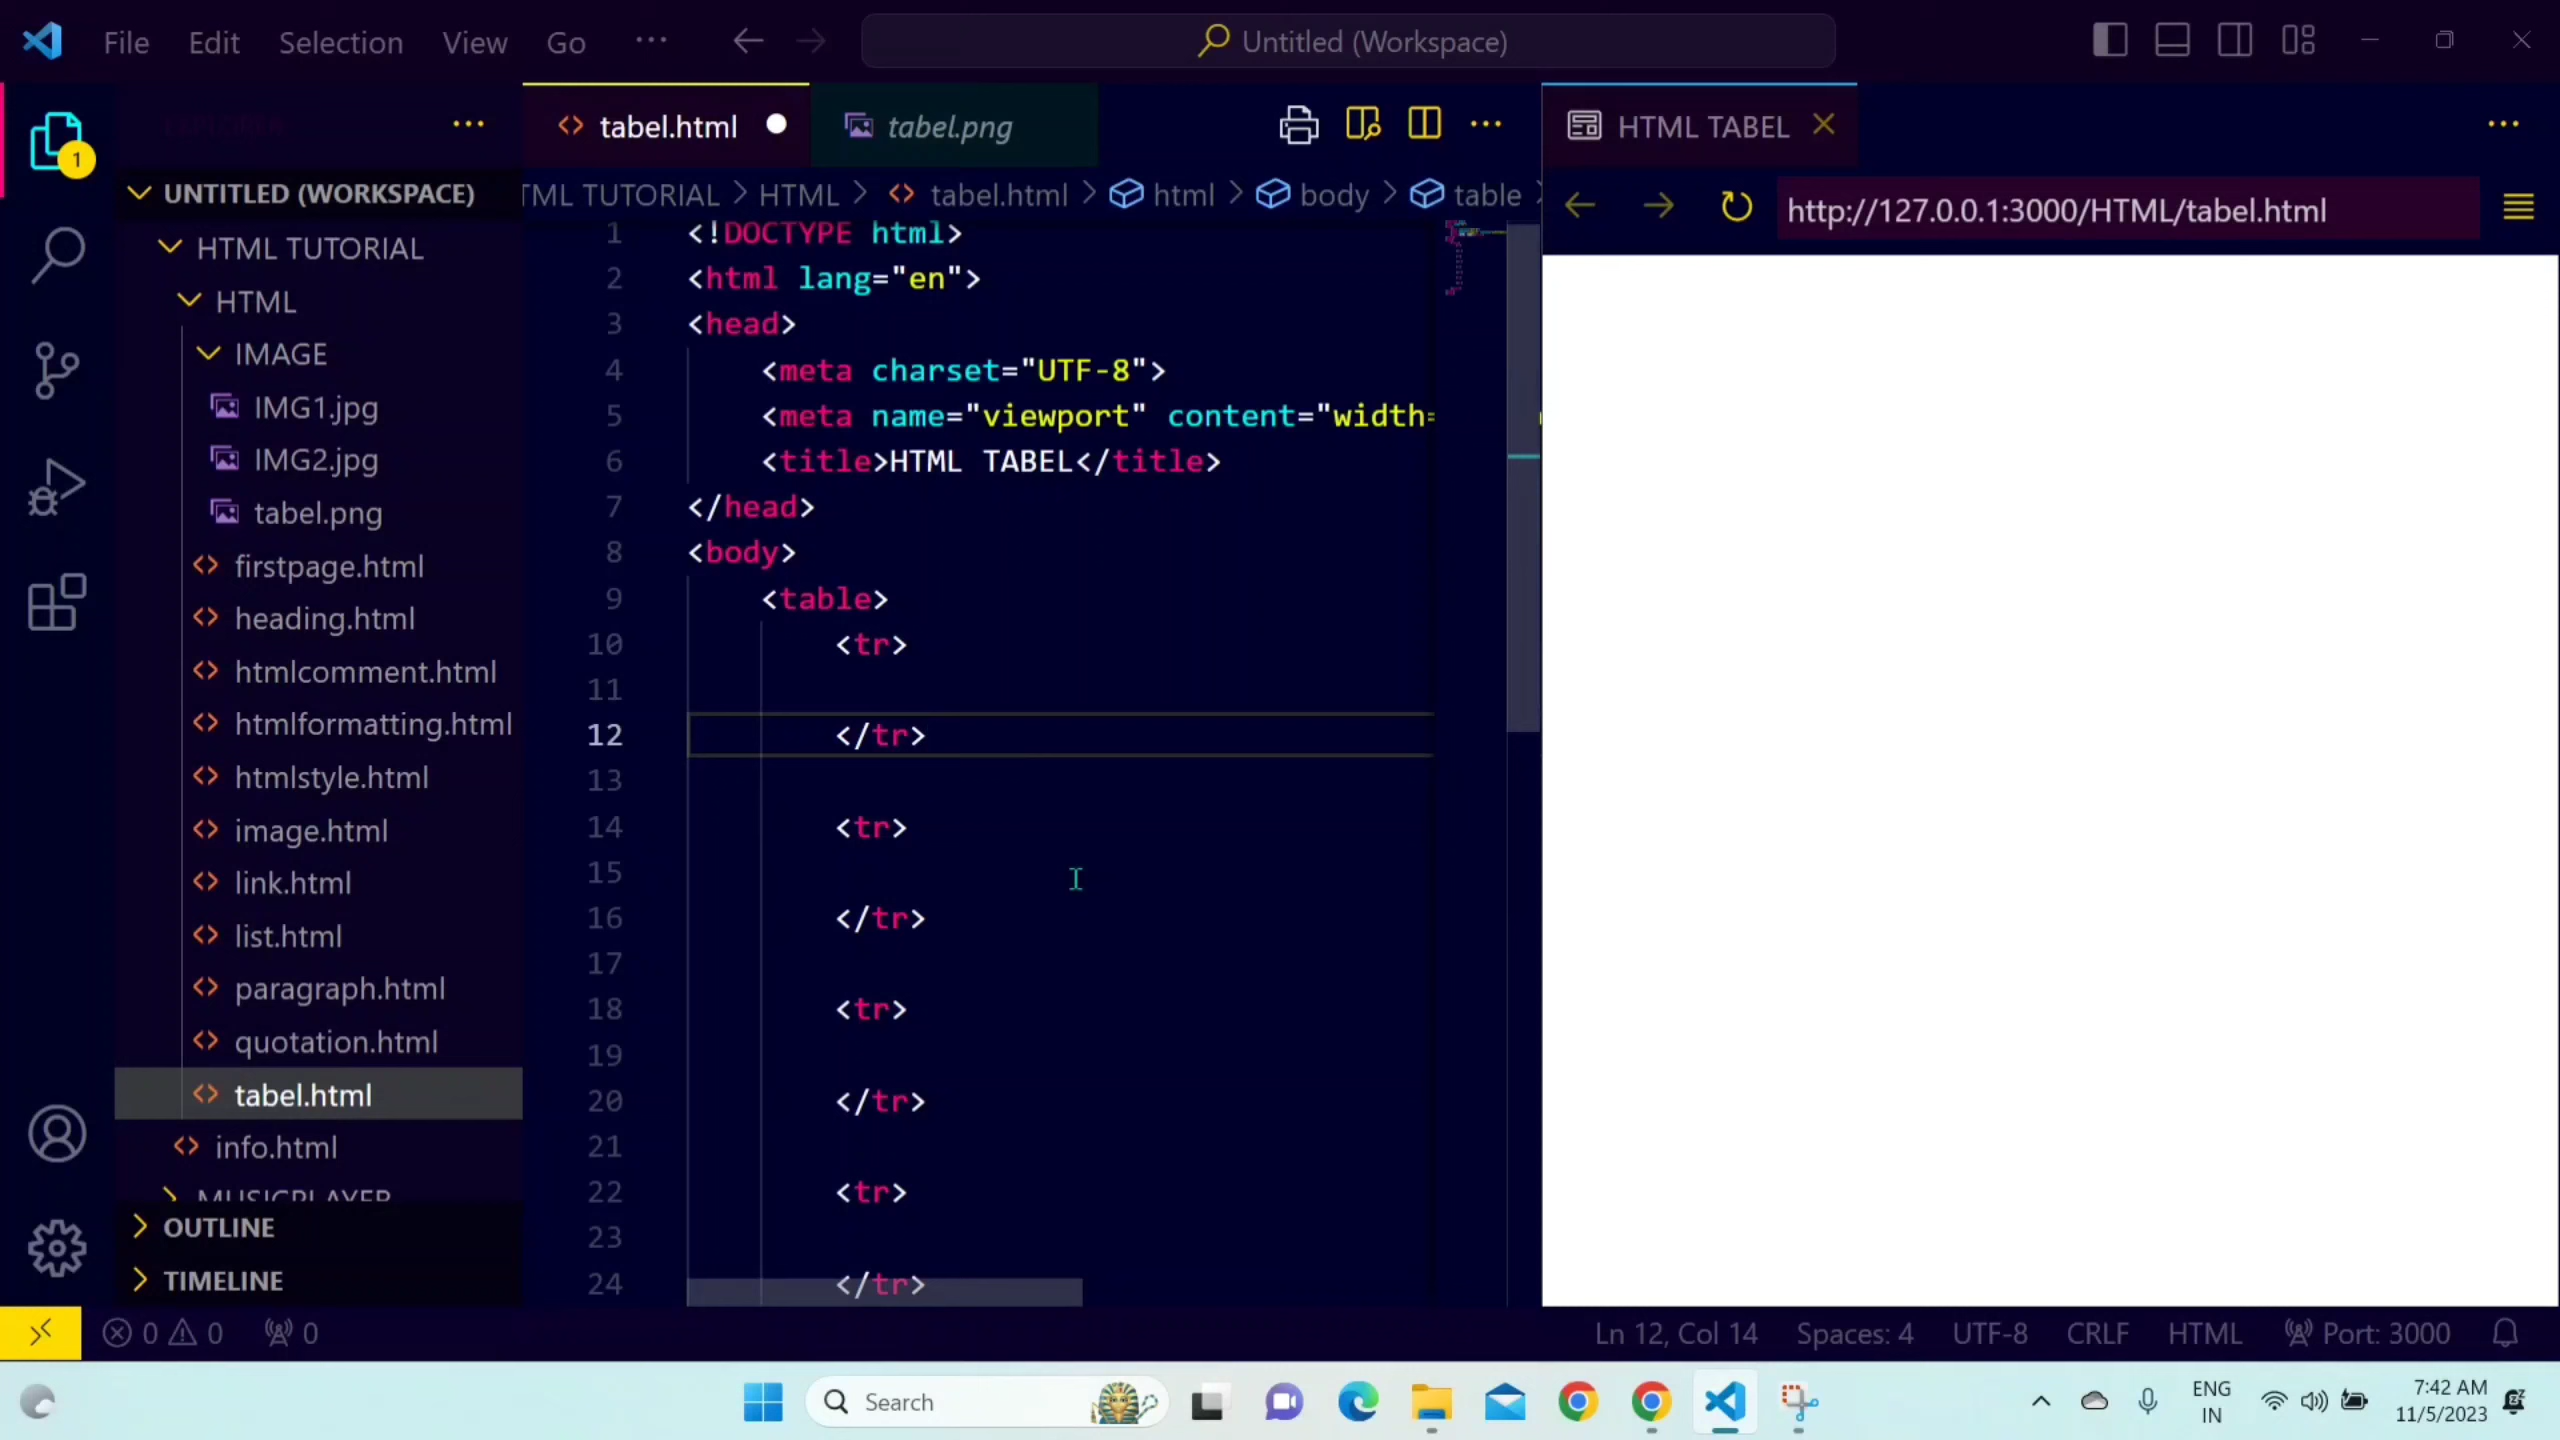 File Edit Selection View Go ... Untitled (Workspace)
EXPLORER
1
UNTITLED (WORKSPACE)
HTML TUTORIAL
HTML
IMAGE
IMG1.jpg
IMG2.jpg
tabel.png
firstpage.html
heading.html
htmlcomment.html
htmlformatting.html
htmlstyle.html
image.html
link.html
list.html
paragraph.html
quotation.html
tabel.html
info.html
MUSICPLAYER
OUTLINE
TIMELINE
tabel.html tabel.png
TML TUTORIAL > HTML > tabel.html > html > body > table
1 <!DOCTYPE html>
2 <html lang="en">
3 <head>
4 <meta charset="UTF-8">
5 <meta name="viewport" content="width=
6 <title>HTML TABEL</title>
7 </head>
8 <body>
9 <table>
10 <tr>
11
12 </tr>
13
14 <tr>
15
16 </tr>
17
18 <tr>
19
20 </tr>
21
22 <tr>
23
24 </tr>
HTML TABEL
http://127.0.0.1:3000/HTML/tabel.html
0 0 0 Ln 12, Col 14 Spaces: 4 UTF-8 CRLF HTML Port: 3000
Search
ENG
IN
7:42 AM
11/5/2023